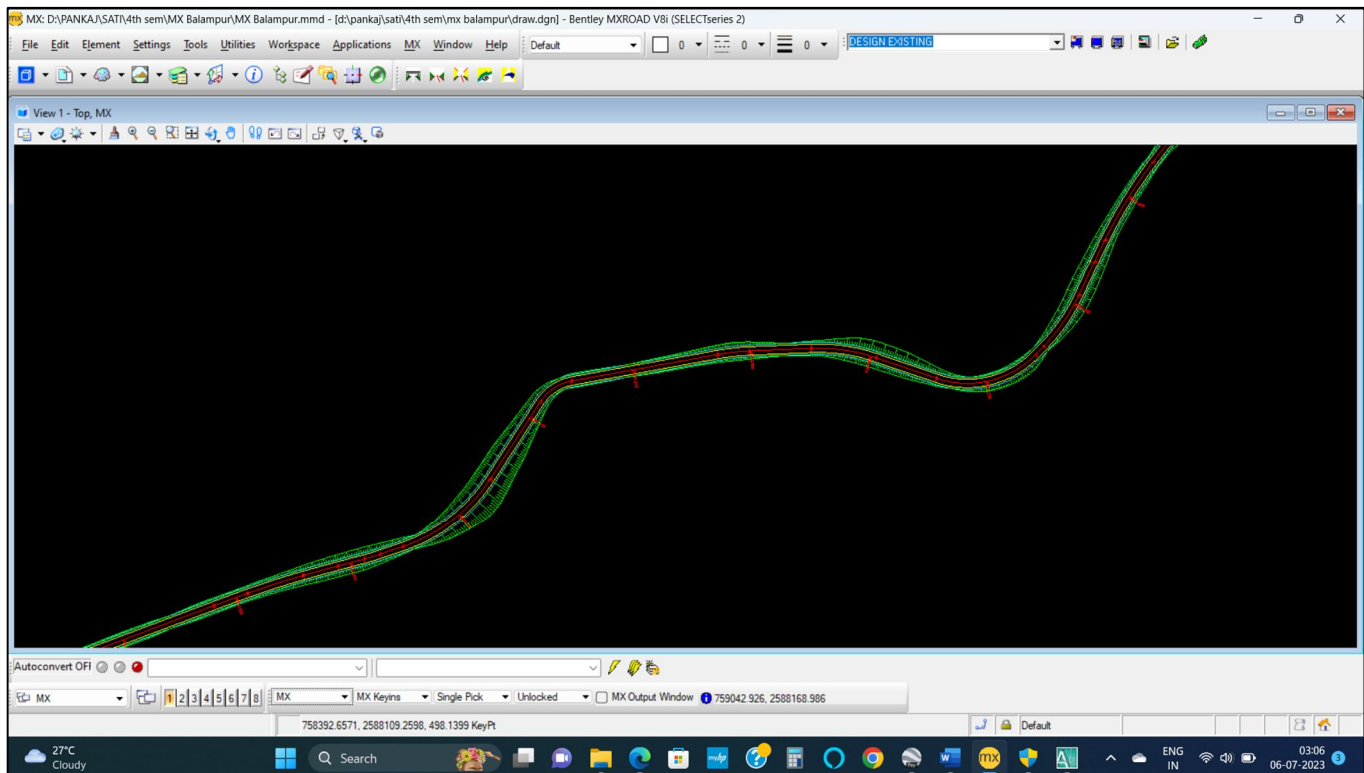 MX: D:\PANKAJ\SATI\4th sem\MX Balampur\MX Balampur.mmd - [d:\pankaj\sati\4th sem\mx balampur\draw.dgn] - Bentley MXROAD V8i (SELECTseries 2)
File Edit Element Settings Tools Utilities Workspace Applications MX Window Help Default 0 0 0 DESIGN EXISTING
View 1 - Top, MX
Autoconvert OFF
MX 1 2 3 4 5 6 7 8 MX MX Keyins Single Pick Unlocked MX Output Window 759042.926, 2588168.986
758392.6571, 2588109.2598, 498.1399 KeyPt Default
27°C Search ENG 03:06
Cloudy IN 06-07-2023 3